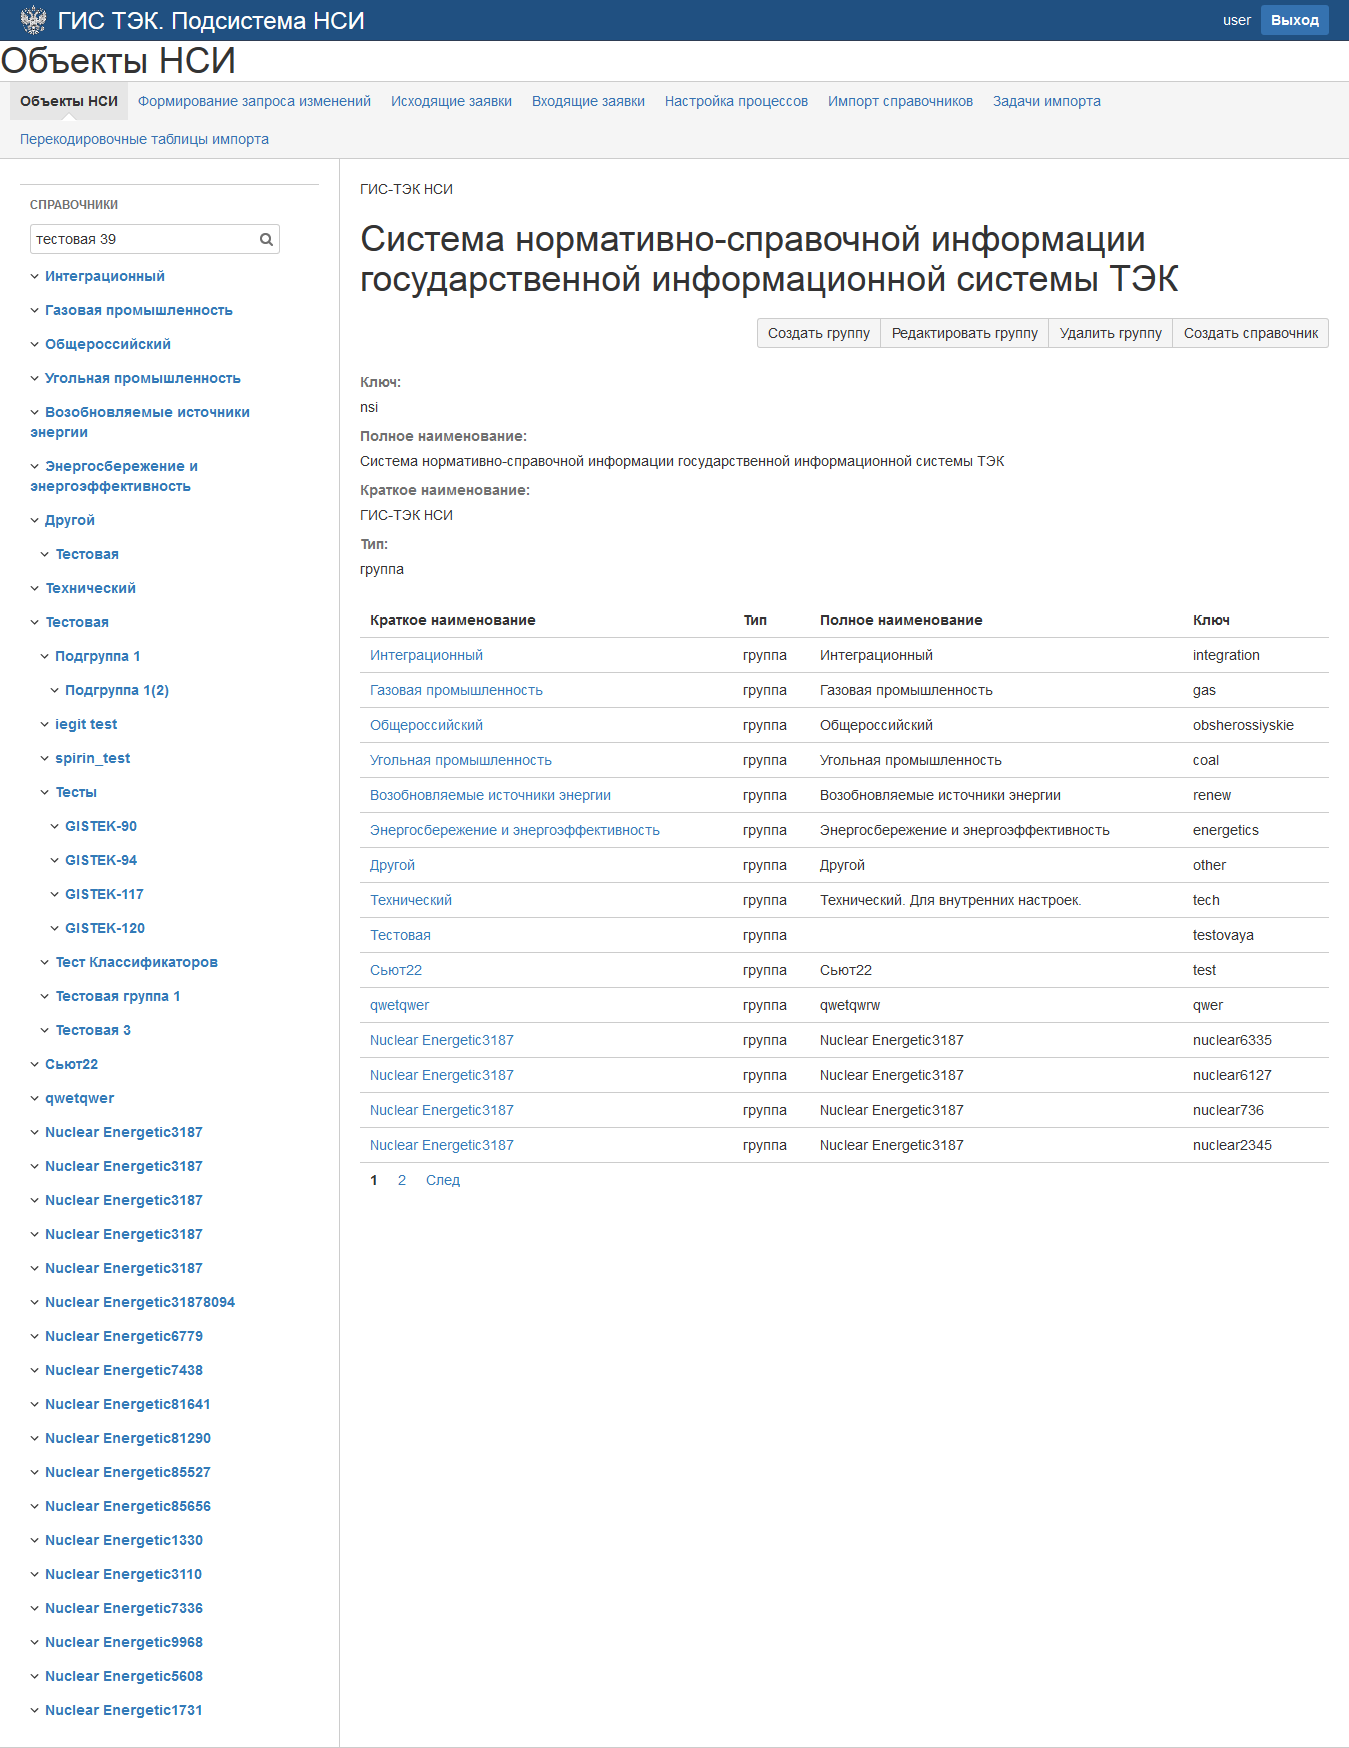 ГИС ТЭК. Подсистема НСИ
user
Выход
Объекты НСИ
Объекты НСИ
Формирование запроса изменений
Исходящие заявки
Входящие заявки
Настройка процессов
Импорт справочников
Задачи импорта
Перекодировочные таблицы импорта
СПРАВОЧНИКИ
тестовая 39
Интеграционный
Газовая промышленность
Общероссийский
Угольная промышленность
Возобновляемые источники
энергии
Энергосбережение и
энергоэффективность
Другой
Тестовая
Технический
Тестовая
Подгруппа 1
Подгруппа 1(2)
iegit test
spirin_test
Тесты
GISTEK-90
GISTEK-94
GISTEK-117
GISTEK-120
Тест Классификаторов
Тестовая группа 1
Тестовая 3
Сьют22
qwetqwer
Nuclear Energetic3187
Nuclear Energetic3187
Nuclear Energetic3187
Nuclear Energetic3187
Nuclear Energetic3187
Nuclear Energetic31878094
Nuclear Energetic6779
Nuclear Energetic7438
Nuclear Energetic81641
Nuclear Energetic81290
Nuclear Energetic85527
Nuclear Energetic85656
Nuclear Energetic1330
Nuclear Energetic3110
Nuclear Energetic7336
Nuclear Energetic9968
Nuclear Energetic5608
Nuclear Energetic1731
ГИС-ТЭК НСИ
Система нормативно-справочной информации
государственной информационной системы ТЭК
Создать группу
Редактировать группу
Удалить группу
Создать справочник
Ключ:
nsi
Полное наименование:
Система нормативно-справочной информации государственной информационной системы ТЭК
Краткое наименование:
ГИС-ТЭК НСИ
Тип:
группа
Краткое наименование Тип Полное наименование Ключ
Интеграционный группа Интеграционный integration
Газовая промышленность группа Газовая промышленность gas
Общероссийский группа Общероссийский obsherossiyskie
Угольная промышленность группа Угольная промышленность coal
Возобновляемые источники энергии группа Возобновляемые источники энергии renew
Энергосбережение и энергоэффективность группа Энергосбережение и энергоэффективность energetics
Другой группа Другой other
Технический группа Технический. Для внутренних настроек. tech
Тестовая группа testovaya
Сьют22 группа Сьют22 test
qwetqwer группа qwetqwrw qwer
Nuclear Energetic3187 группа Nuclear Energetic3187 nuclear6335
Nuclear Energetic3187 группа Nuclear Energetic3187 nuclear6127
Nuclear Energetic3187 группа Nuclear Energetic3187 nuclear736
Nuclear Energetic3187 группа Nuclear Energetic3187 nuclear2345
1 2 След